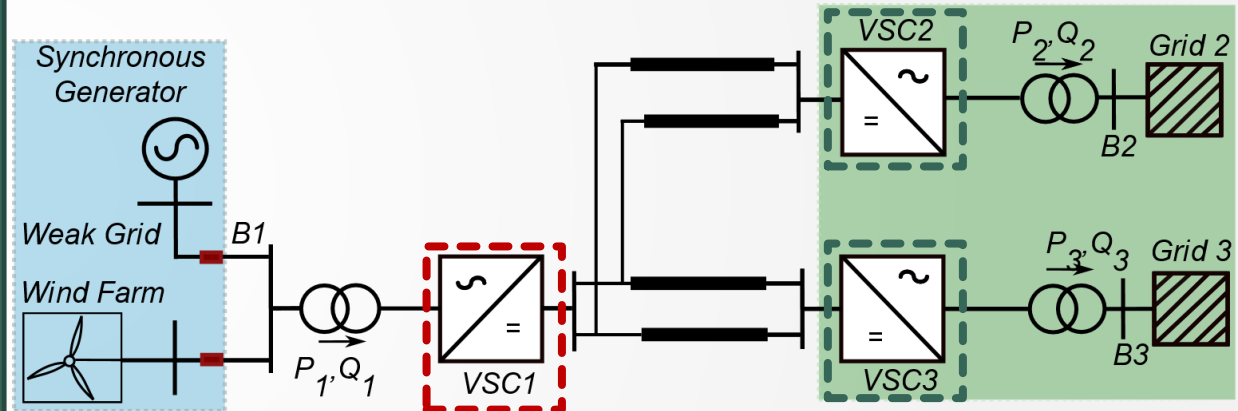 Synchronous
Generator
Weak Grid
B1
Wind Farm
P1,Q1
VSC1
=
VSC2
=
P2,Q2
Grid 2
B2
VSC3
=
P3,Q3
Grid 3
B3